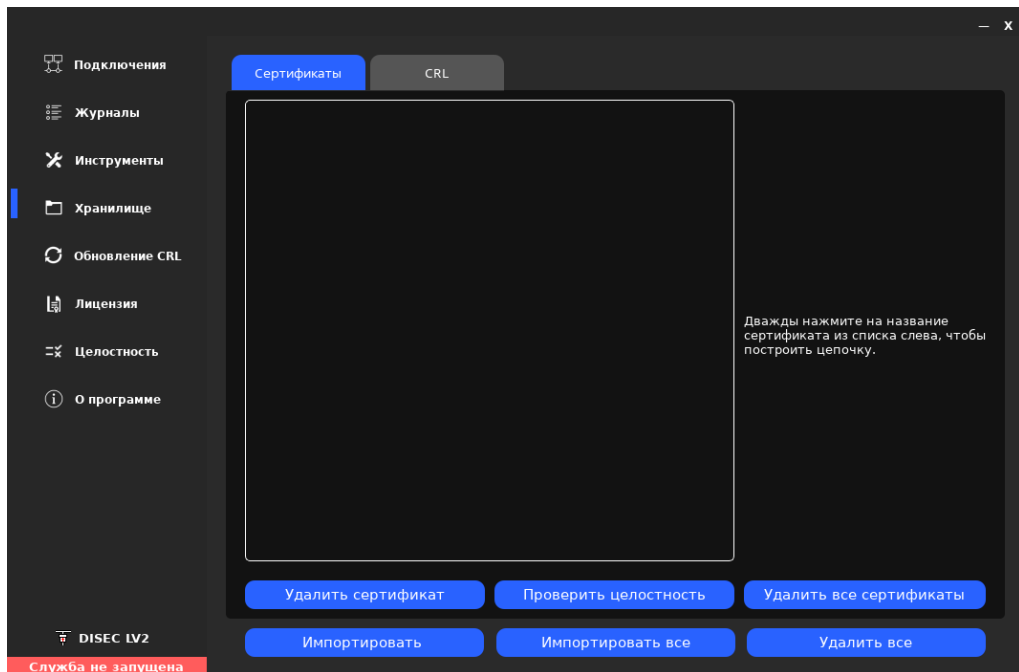 — X
Подключения
Журналы
Инструменты
Хранилище
Обновление CRL
Лицензия
Целостность
О программе
DISEC LV2
Служба не запущена
Сертификаты
CRL
Дважды нажмите на название
сертификата из списка слева, чтобы
построить цепочку.
Удалить сертификат
Проверить целостность
Удалить все сертификаты
Импортировать
Импортировать все
Удалить все